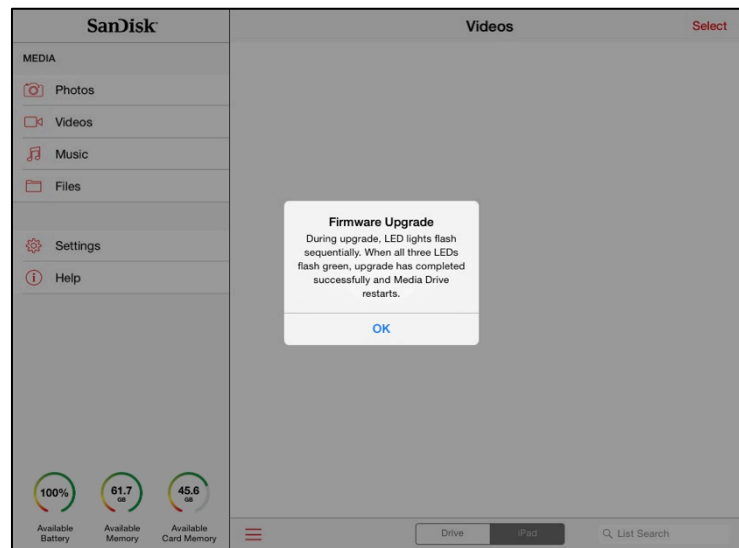 SanDisk
Videos
Select
MEDIA
Photos
Videos
Music
Files
Settings
Help
Firmware Upgrade
During upgrade, LED lights flash
sequentially. When all three LEDs
flash green, upgrade has completed
successfully and Media Drive
restarts.
OK
100%
61.7
GB
45.6
GB
Available
Battery
Available
Memory
Available
Card Memory
Drive
iPad
List Search